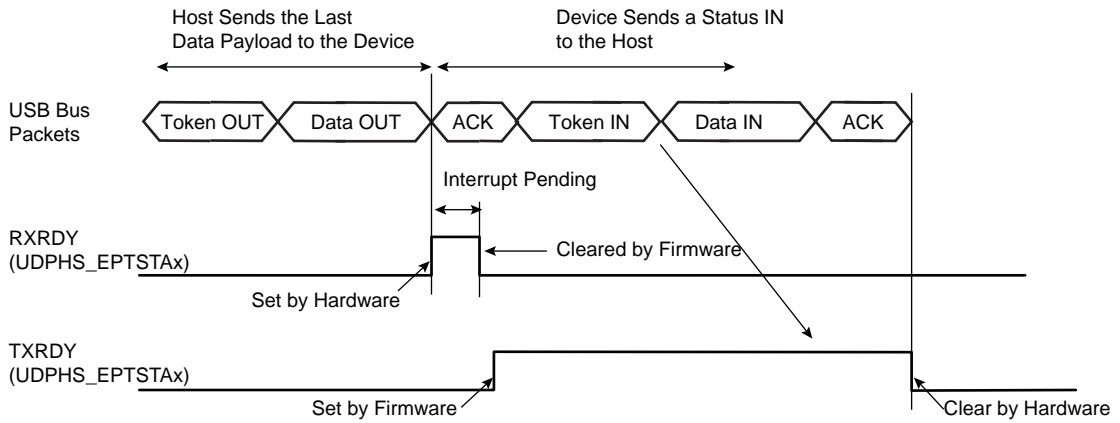 Host Sends the Last
Data Payload to the Device
Device Sends a Status IN
to the Host
USB Bus
Packets
Token OUT
Data OUT
ACK
Token IN
Data IN
ACK
Interrupt Pending
RXRDY
(UDPHS_EPTSTAx)
Cleared by Firmware
Set by Hardware
TXRDY
(UDPHS_EPTSTAx)
Set by Firmware
Clear by Hardware